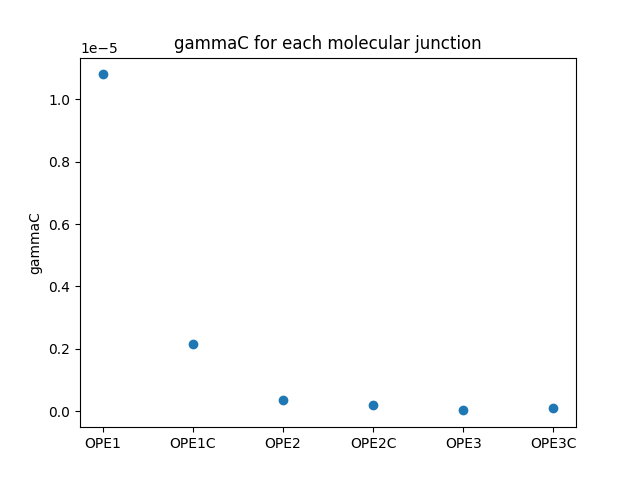 gammaC for each molecular junction
1e−5
1.0
0.8
0.6
0.4
0.2
0.0
gammaC
OPE1 OPE1C OPE2 OPE2C OPE3 OPE3C